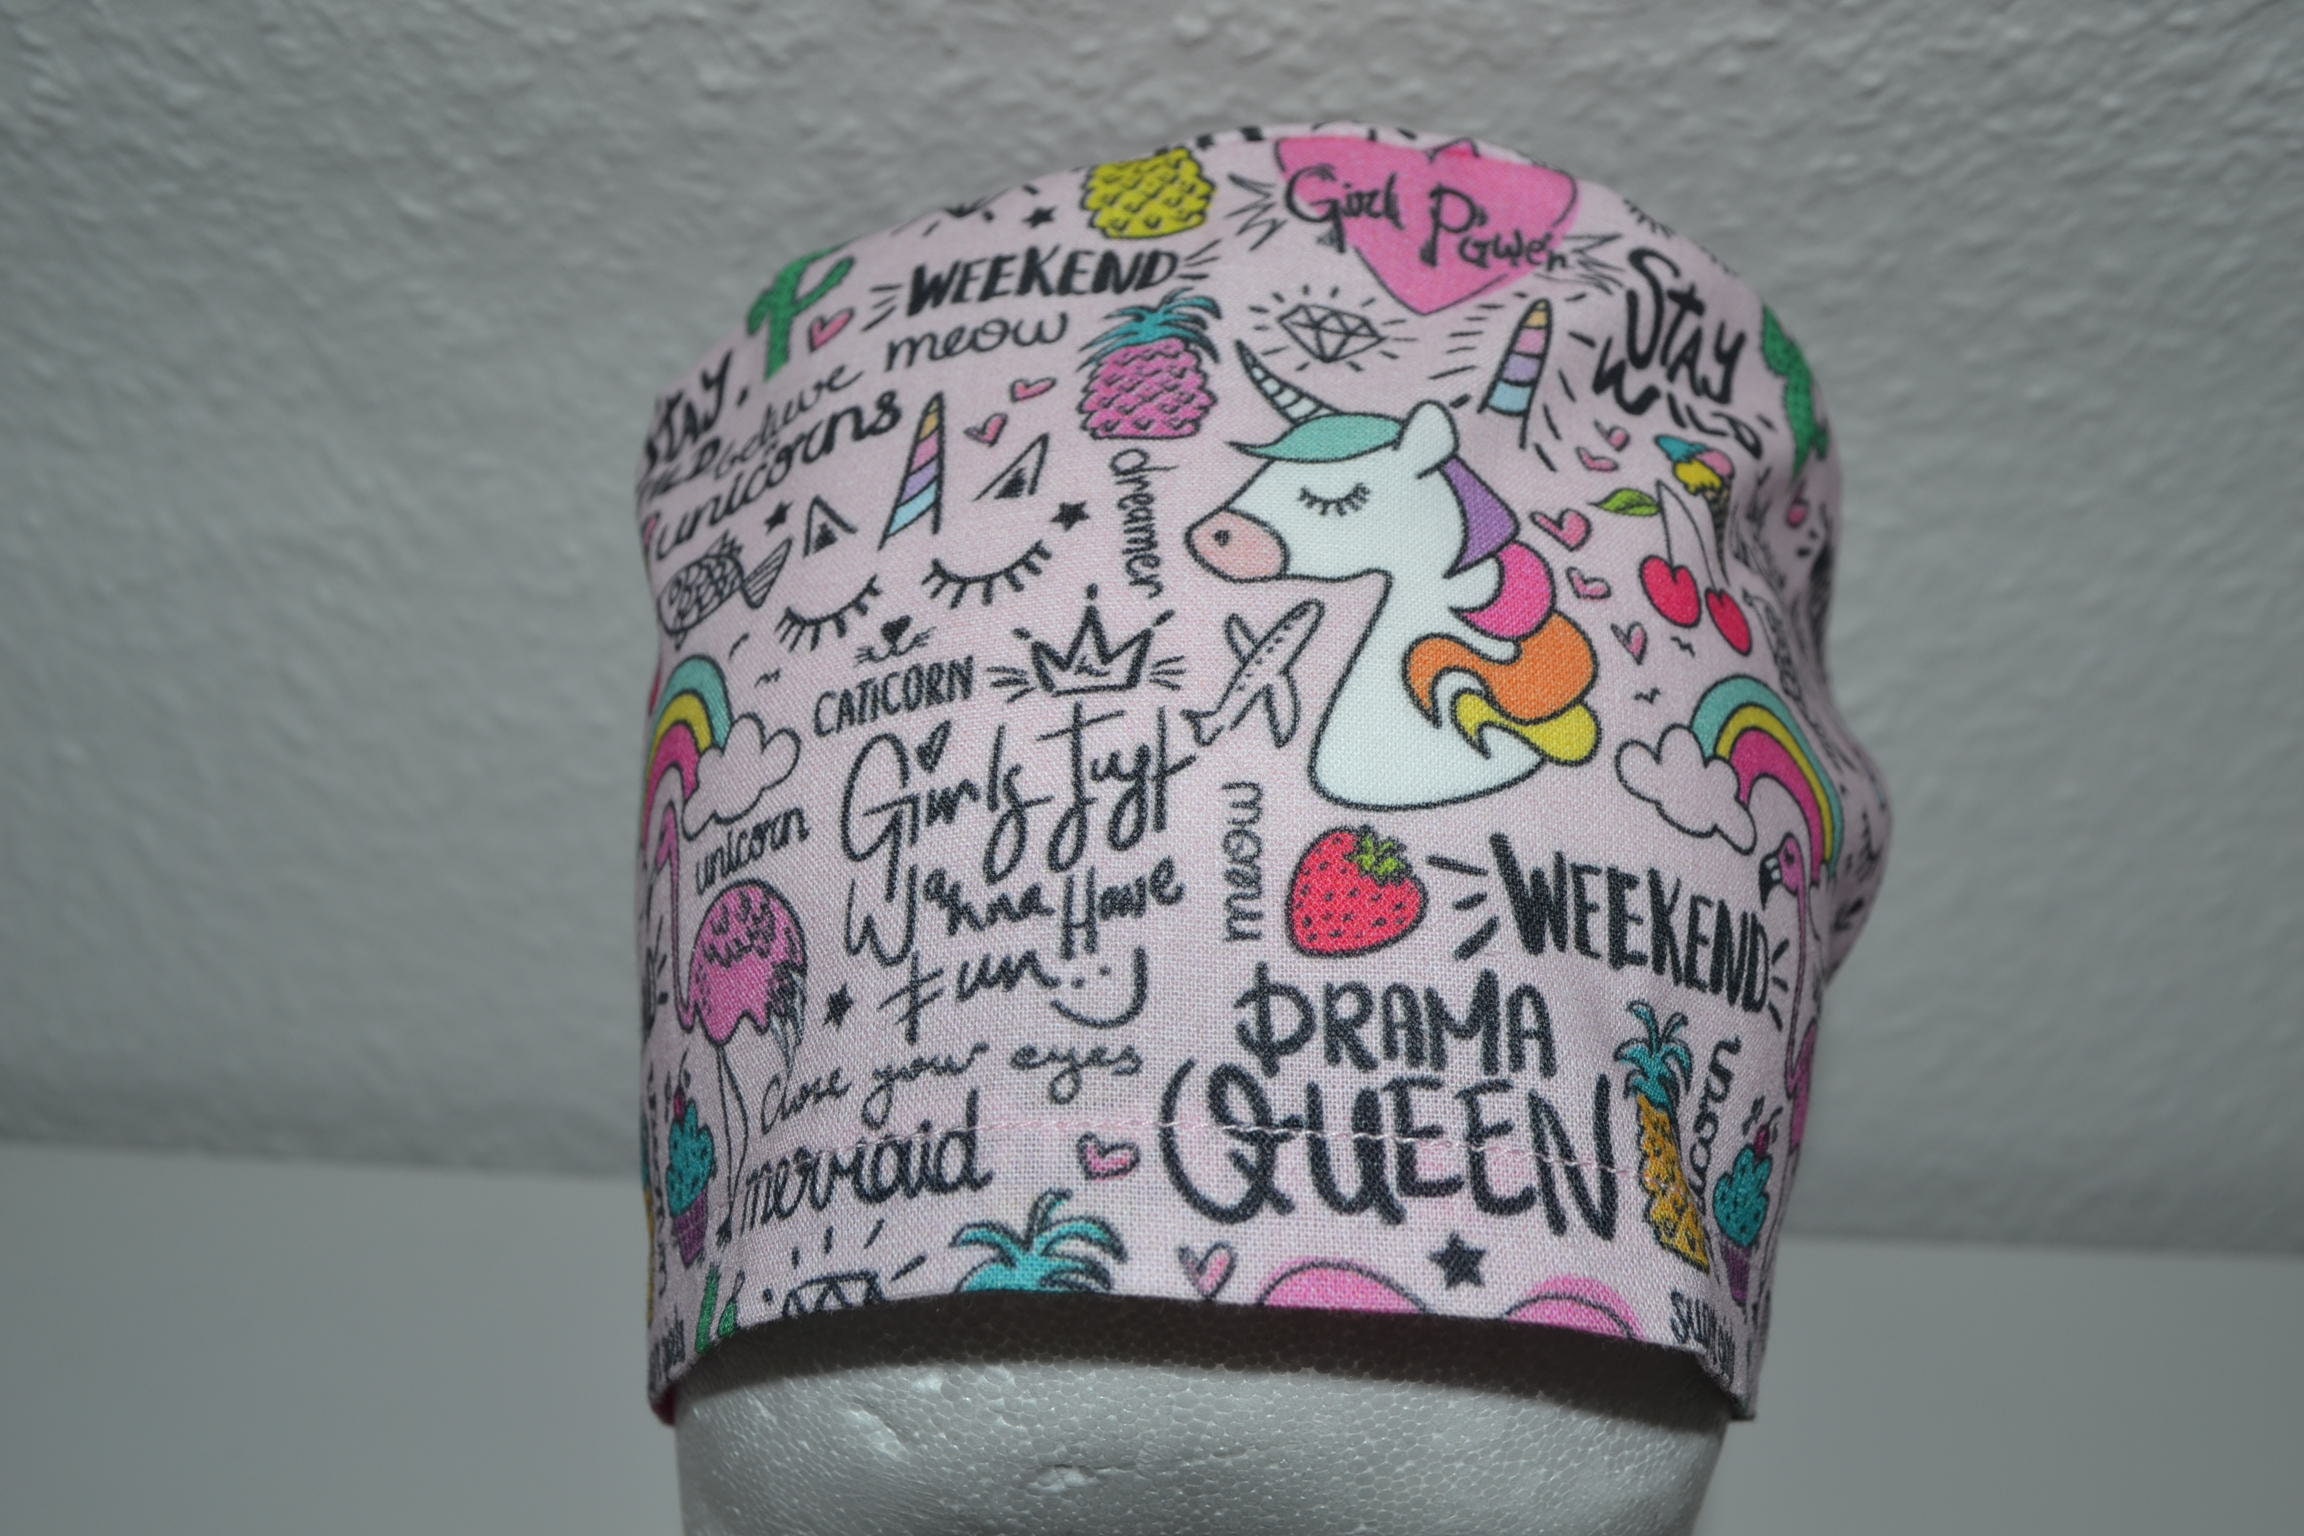 Girl Power
WEEKEND
meow
STAY
WILD
STAY
believe
unicorns
dreamer
CATICORN
Girls Just
Wanna Have
Fun
unicorn
meow
WEEKEND
DRAMA
QUEEN
Close your eyes
mermaid